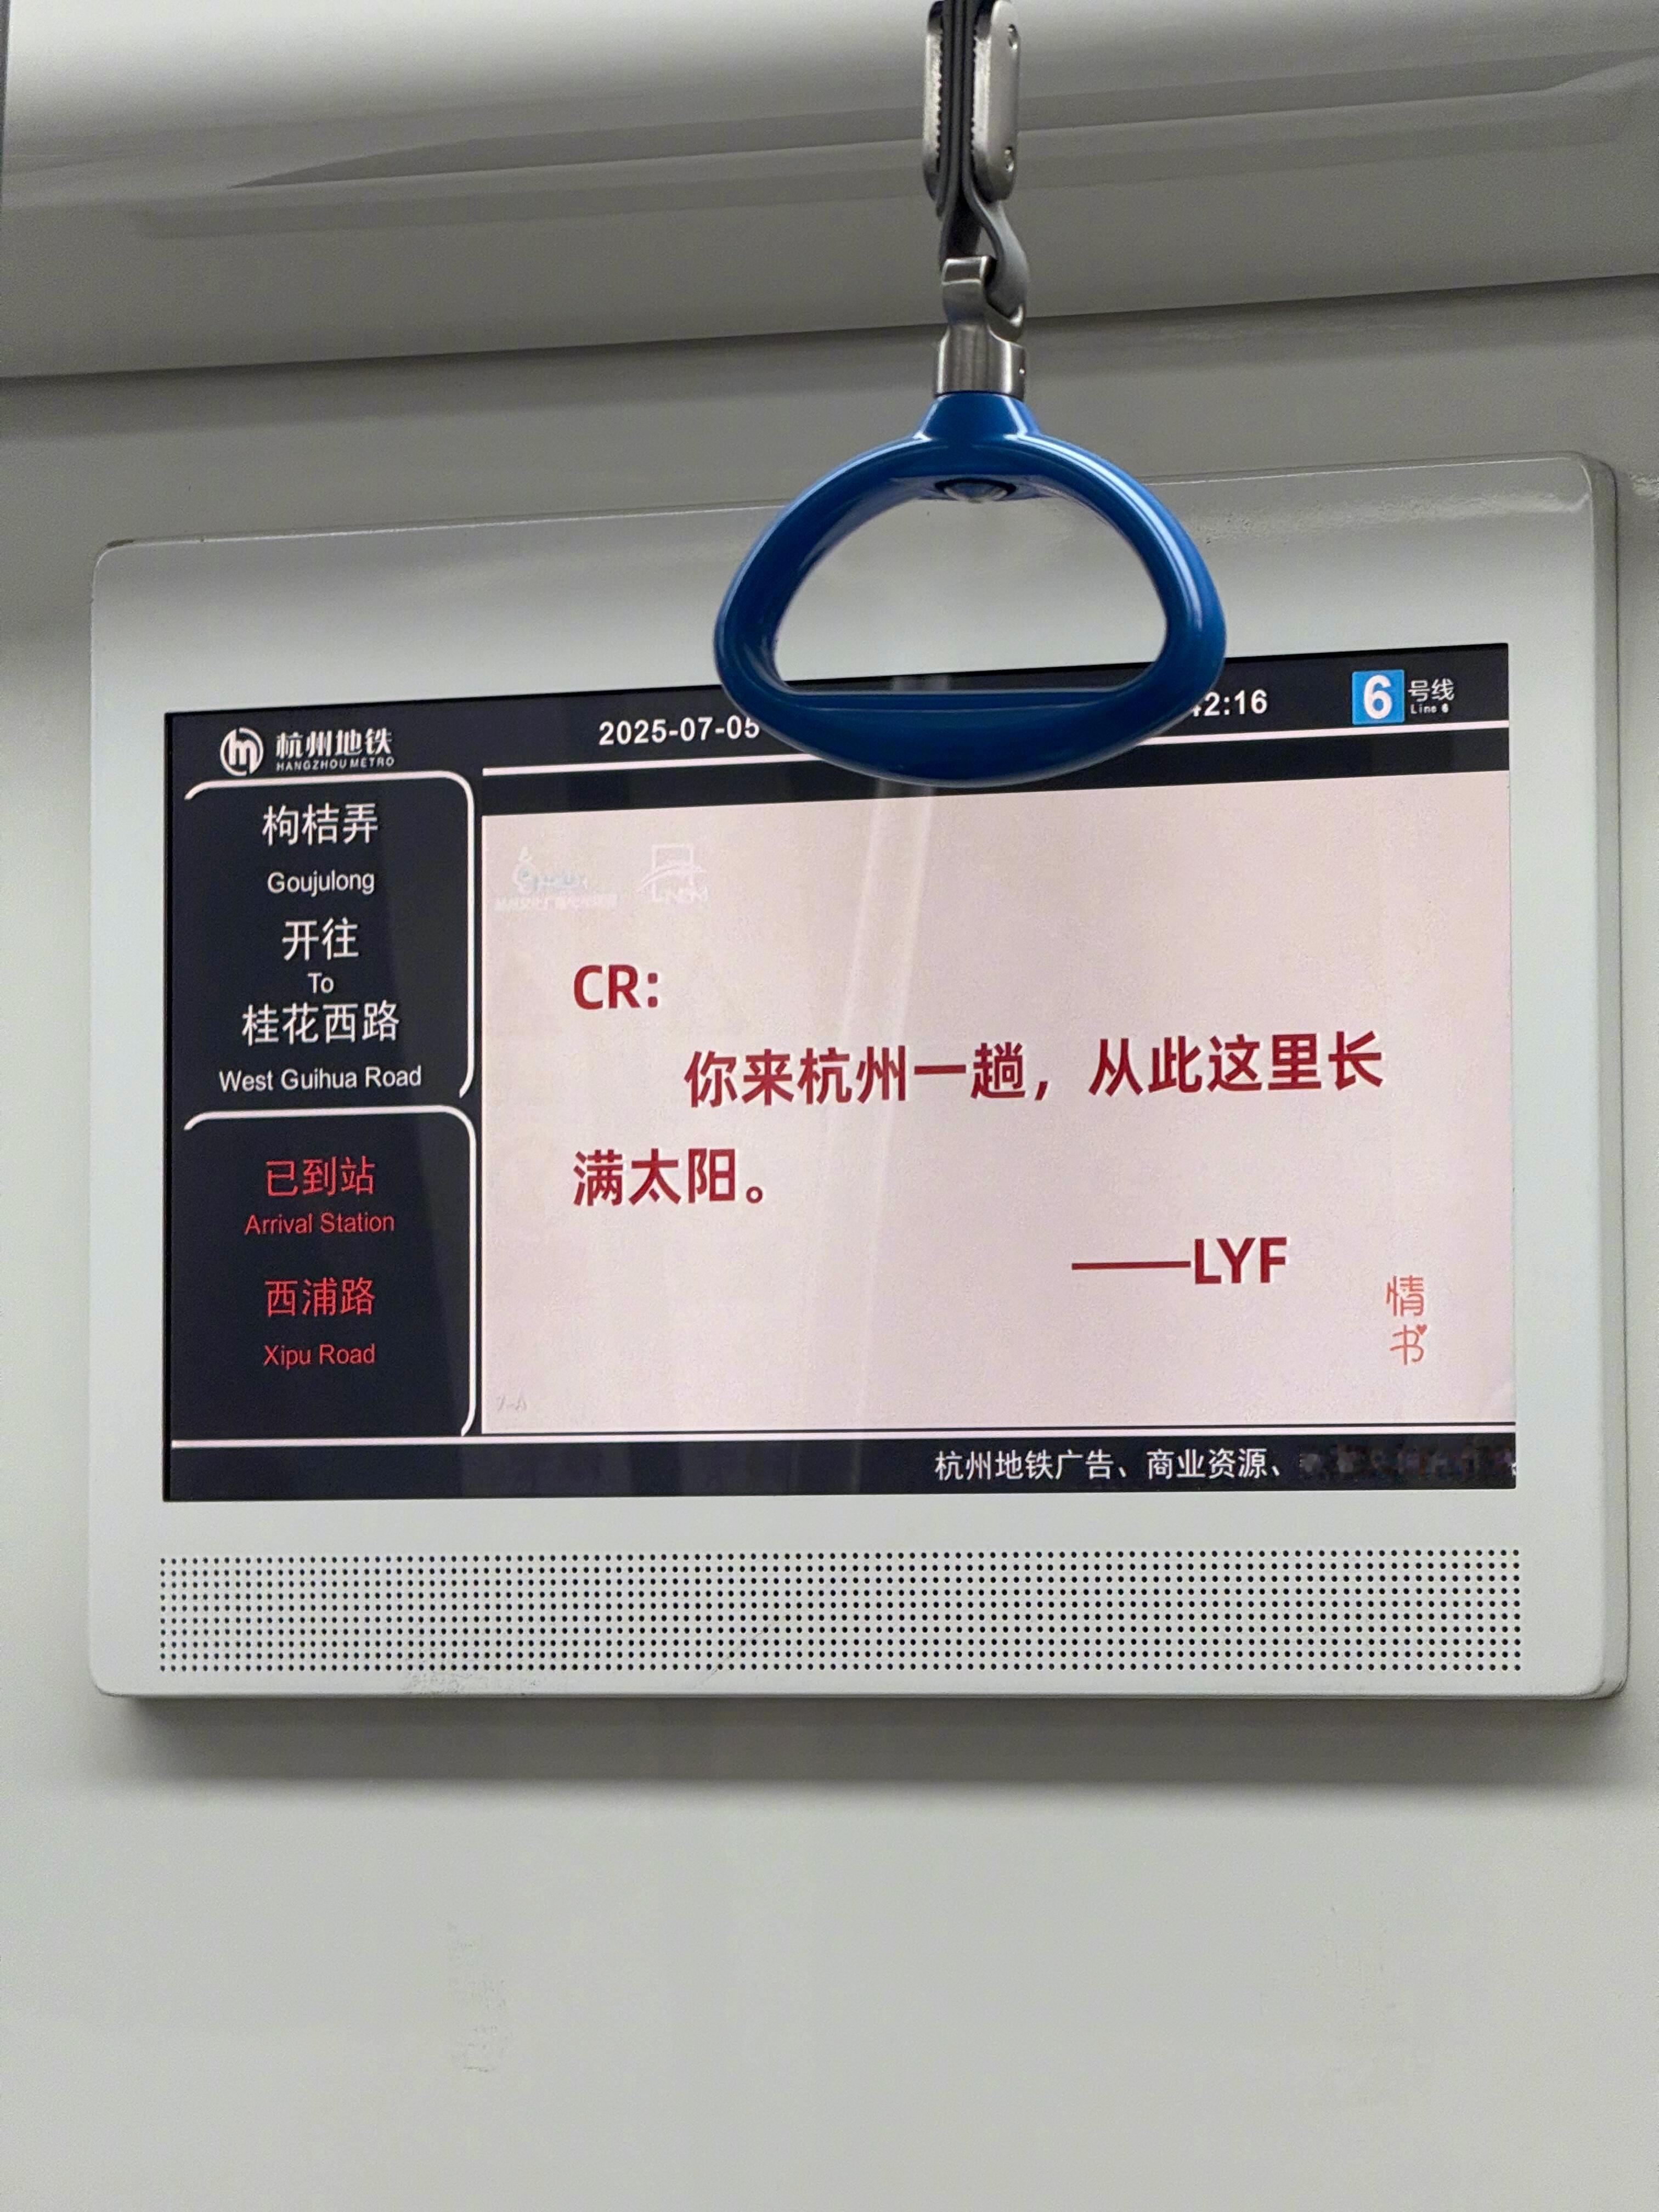 杭州地铁
HANGZHOU METRO
2025-07-05
2:16
6 号线
Line 6
枸桔弄
Goujulong
开往
To
桂花西路
West Guihua Road
已到站
Arrival Station
西浦路
Xipu Road
CR:
你来杭州一趟，从此这里长
满太阳。
——LYF
情
书
杭州地铁广告、商业资源、